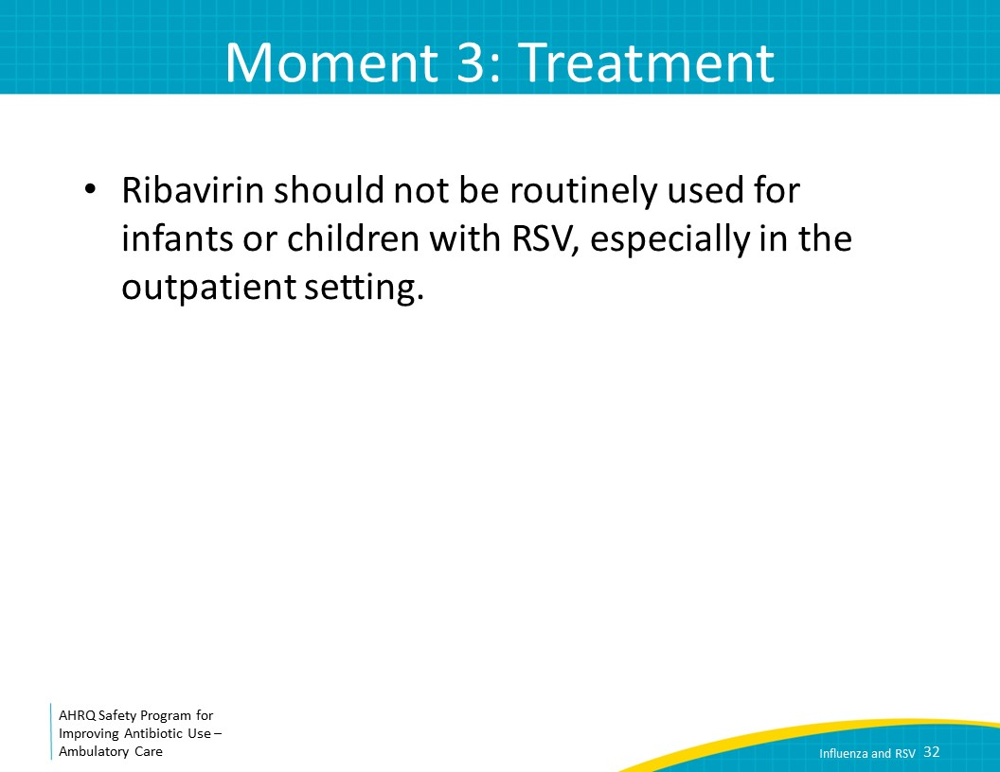 Moment 3: Treatment
• Ribavirin should not be routinely used for
infants or children with RSV, especially in the
outpatient setting.
AHRQ Safety Program for
Improving Antibiotic Use –
Ambulatory Care
Influenza and RSV 32